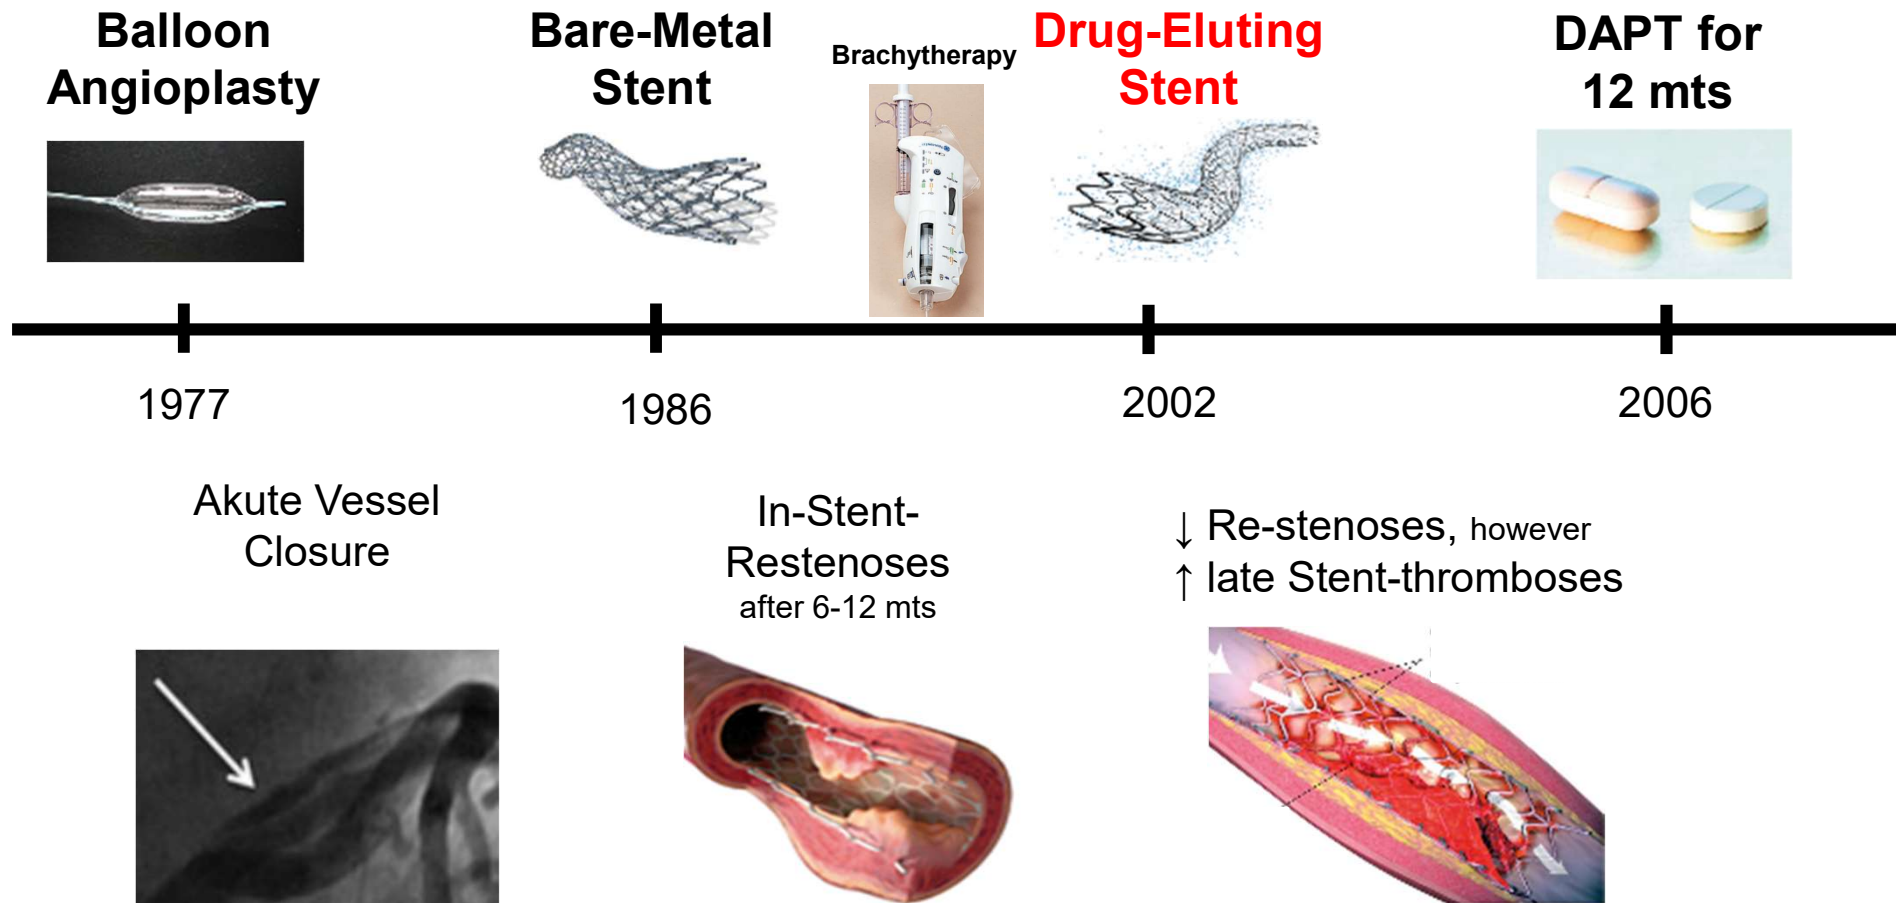 Balloon
Angioplasty
Bare-Metal
Stent
Brachytherapy
Drug-Eluting
Stent
DAPT for
12 mts
1977
1986
2002
2006
Akute Vessel
Closure
In-Stent-
Restenoses
after 6-12 mts
↓ Re-stenoses, however
↑ late Stent-thromboses